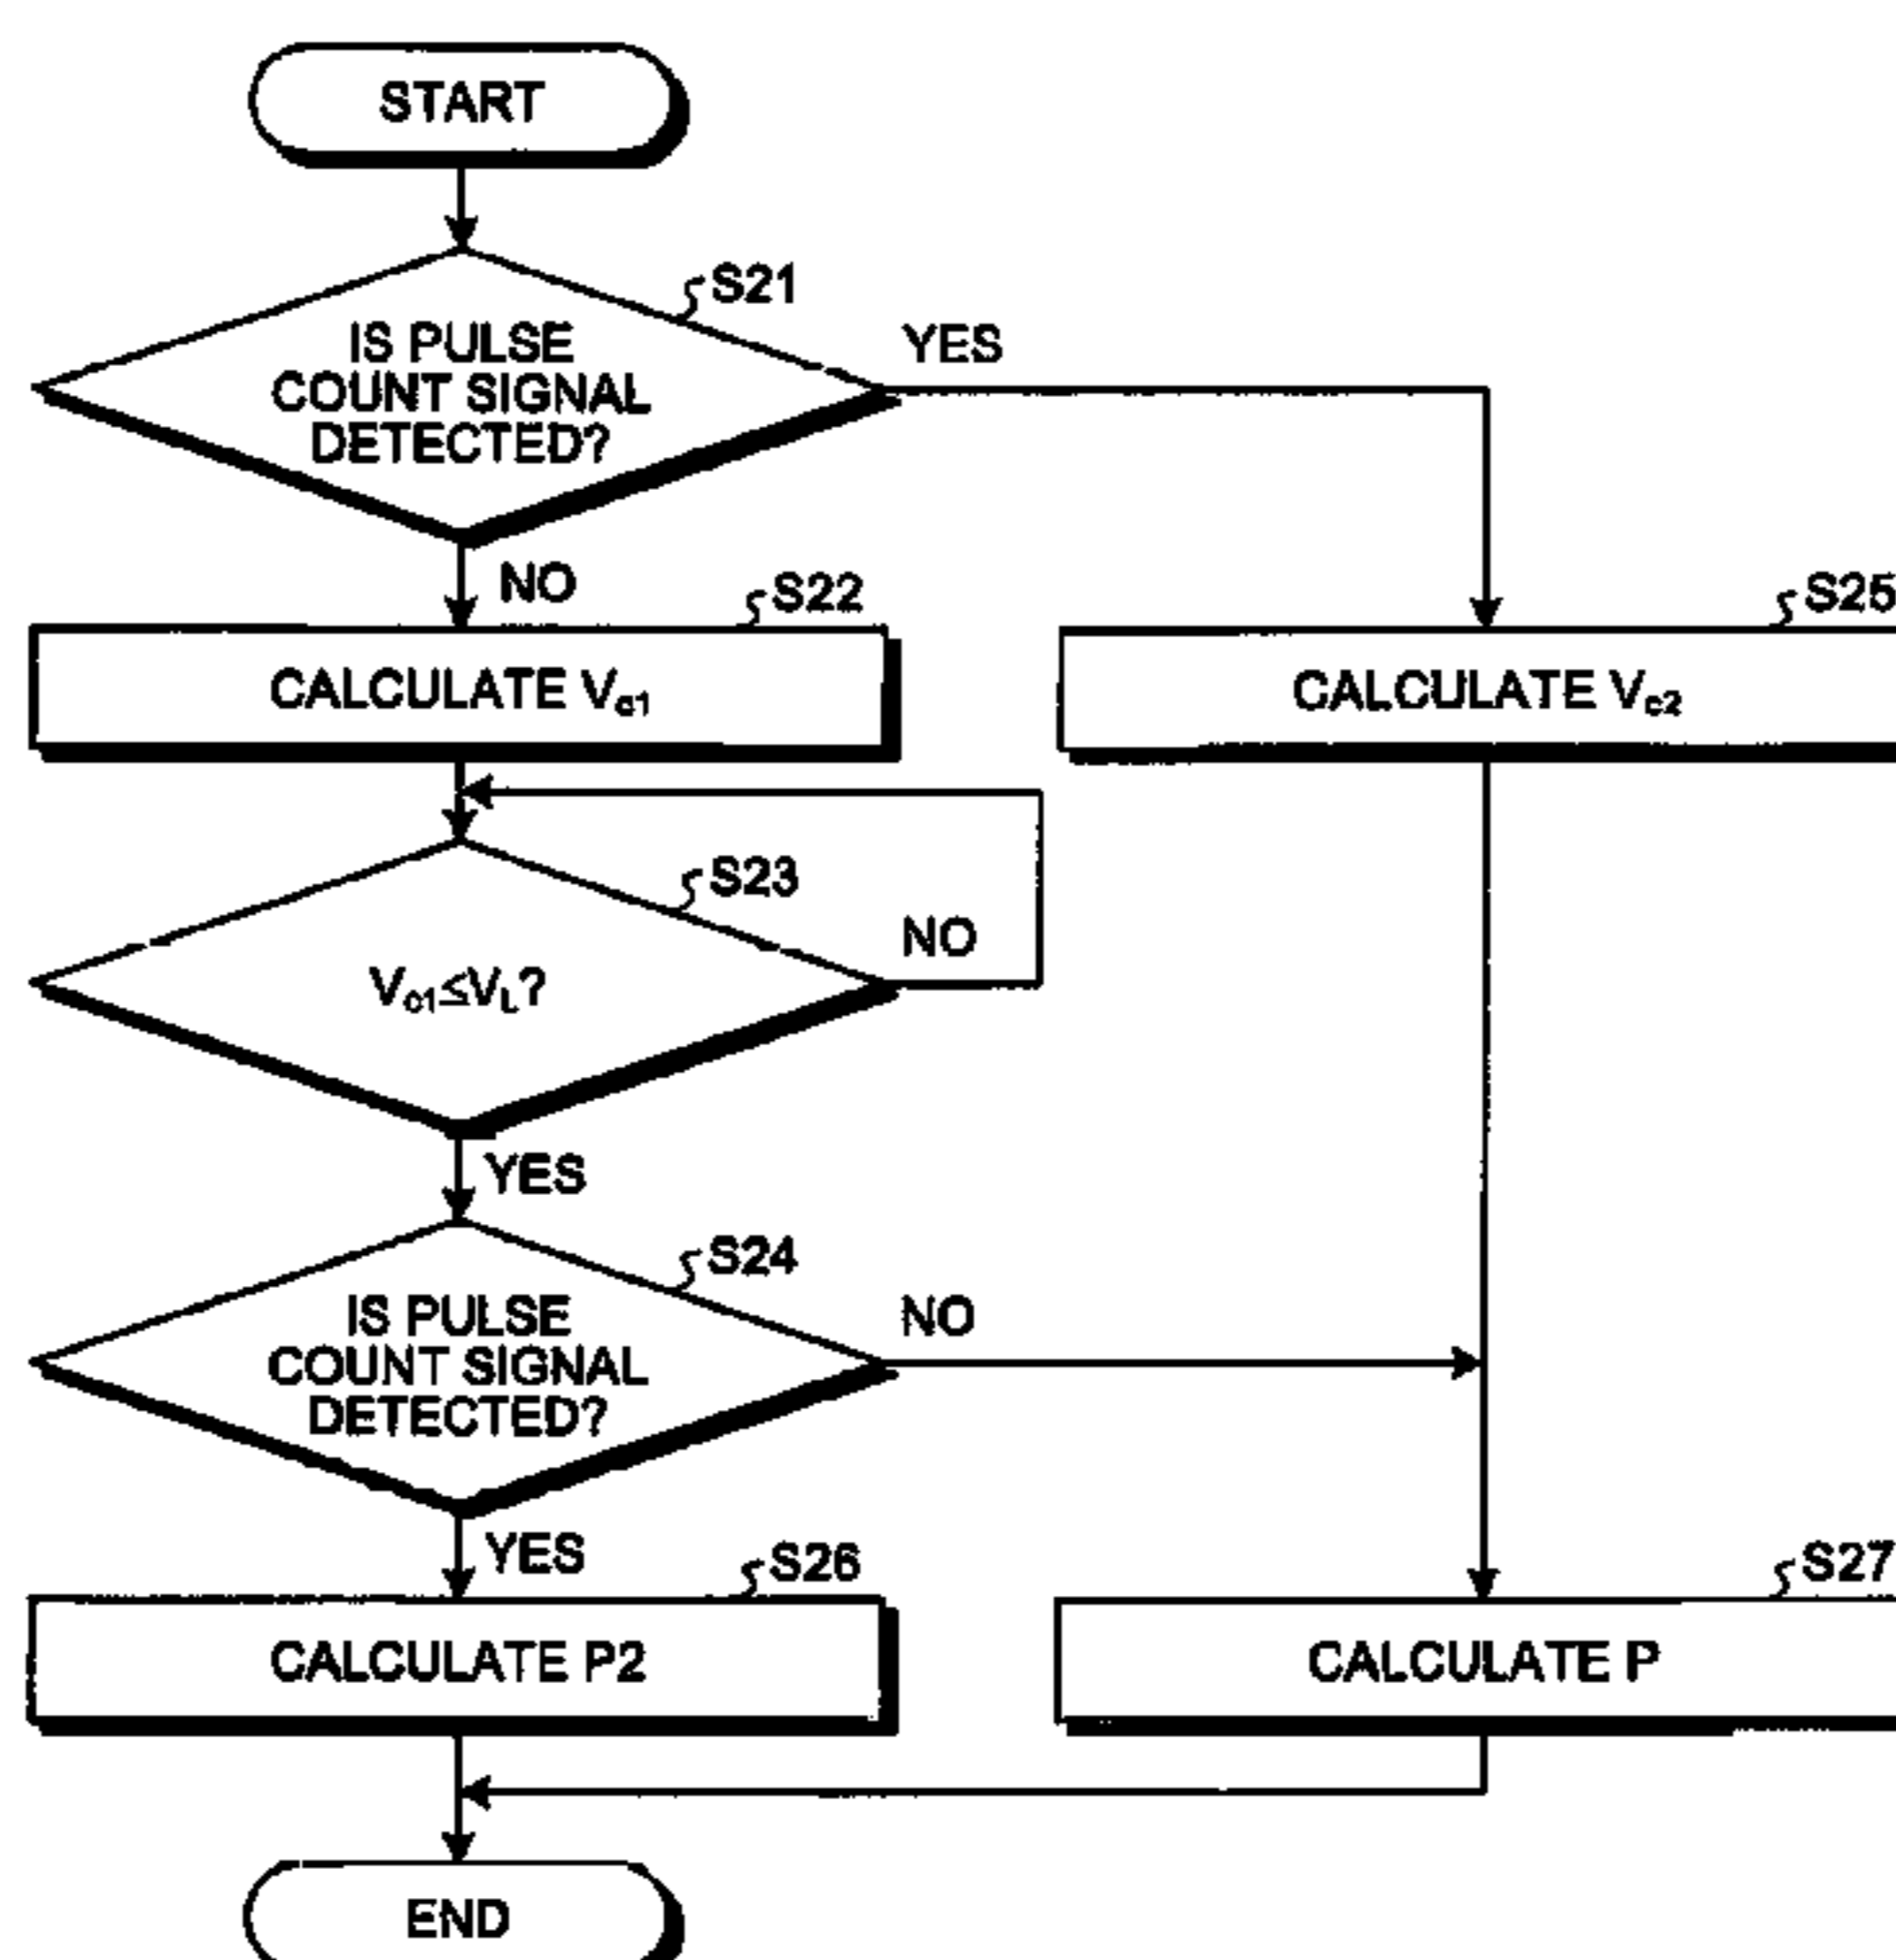 START
S21
IS PULSE
COUNT SIGNAL
DETECTED?
YES
NO
S22
CALCULATE Vc1
S25
CALCULATE Vc2
S23
Vc1≤VL?
NO
YES
S24
IS PULSE
COUNT SIGNAL
DETECTED?
NO
YES
S26
CALCULATE P2
S27
CALCULATE P
END